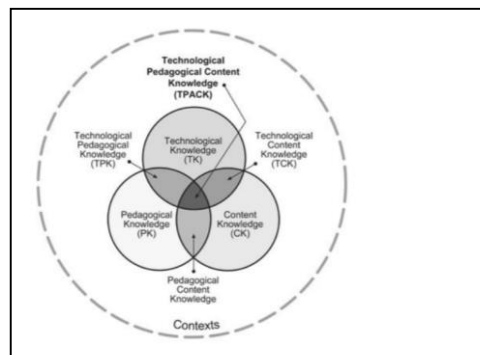 Technological
Pedagogical Content
Knowledge
(TPACK)
Technological
Pedagogical
Knowledge
(TPK)
Technological
Knowledge
(TK)
Technological
Content
Knowledge
(TCK)
Pedagogical
Knowledge
(PK)
Content
Knowledge
(CK)
Pedagogical
Content
Knowledge
Contexts